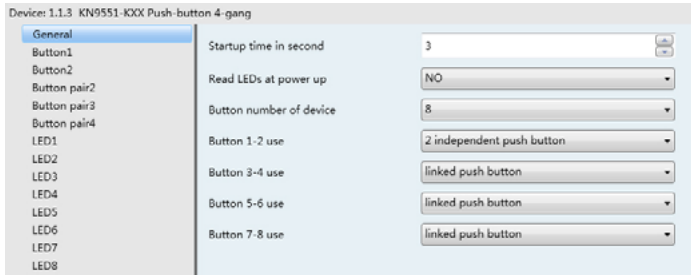 Device: 1.1.3 KN9551-KXX Push-button 4-gang
General
Button1
Button2
Button pair2
Button pair3
Button pair4
LED1
LED2
LED3
LED4
LED5
LED6
LED7
LED8
Startup time in second 3
Read LEDs at power up NO
Button number of device 8
Button 1-2 use 2 independent push button
Button 3-4 use linked push button
Button 5-6 use linked push button
Button 7-8 use linked push button